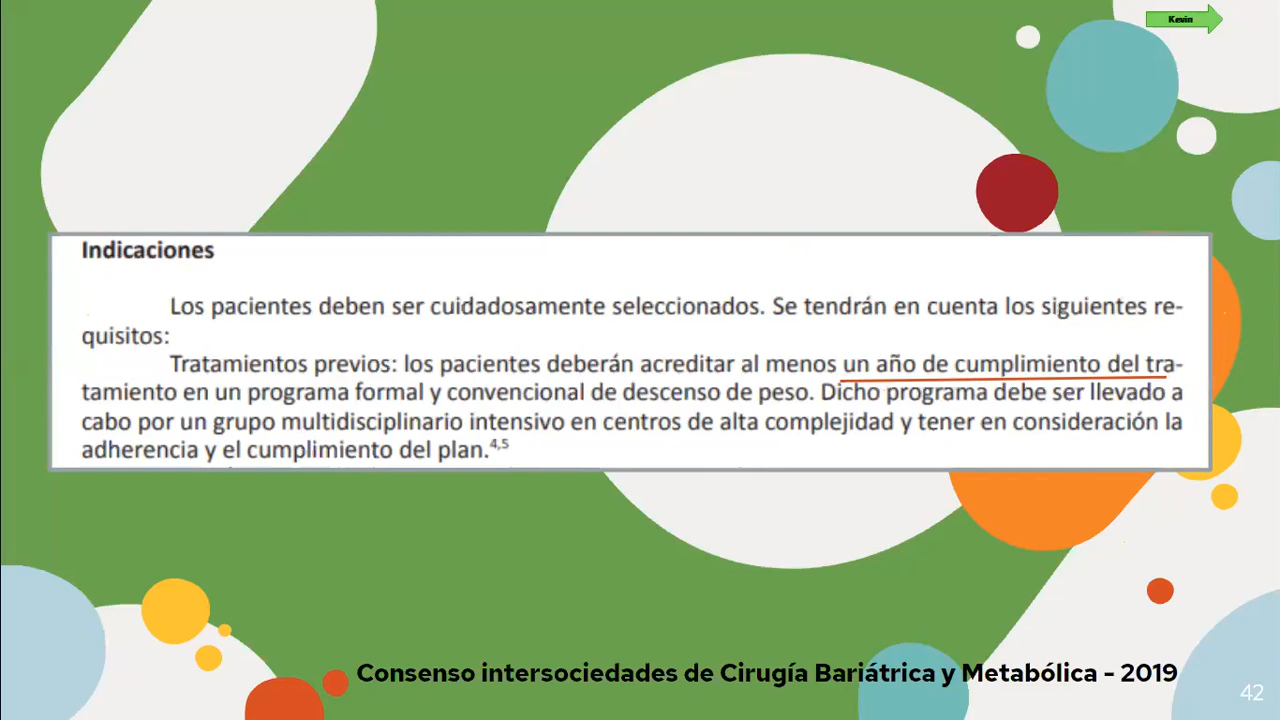 Kevin
Indicaciones
Los pacientes deben ser cuidadosamente seleccionados. Se tendrán en cuenta los siguientes re-
quisitos:
Tratamientos previos: los pacientes deberán acreditar al menos un año de cumplimiento del tra-
tamiento en un programa formal y convencional de descenso de peso. Dicho programa debe ser llevado a
cabo por un grupo multidisciplinario intensivo en centros de alta complejidad y tener en consideración la
adherencia y el cumplimiento del plan.4,5
Consenso intersociedades de Cirugía Bariátrica y Metabólica - 2019
42